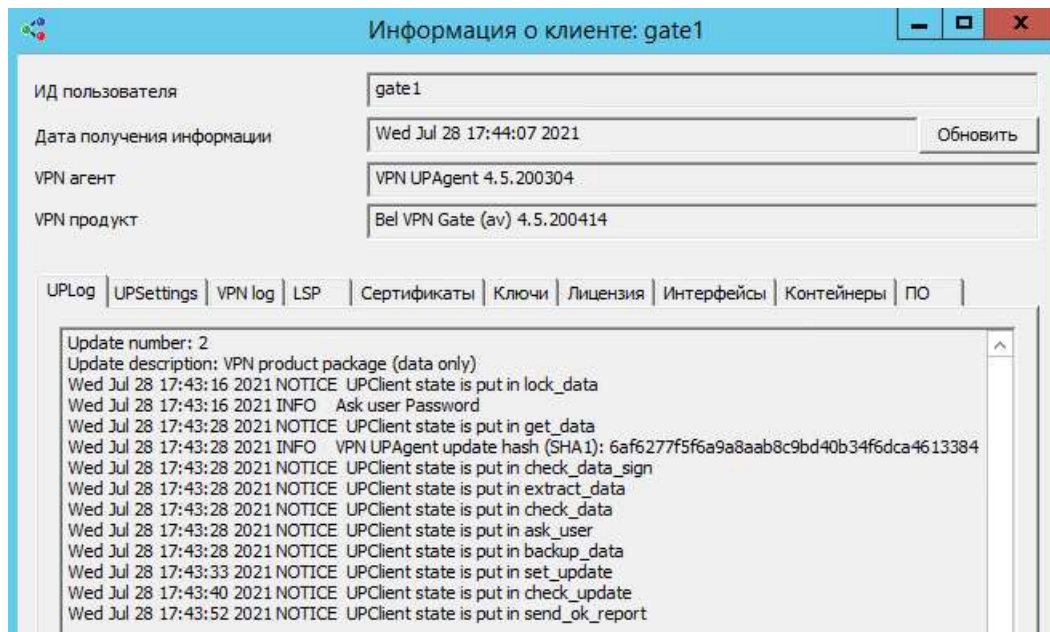 Информация о клиенте: gate1
ИД пользователя gate1
Дата получения информации Wed Jul 28 17:44:07 2021 Обновить
VPN агент VPN UPAgent 4.5.200304
VPN продукт Bel VPN Gate (av) 4.5.200414
UPLog UPSettings VPN log LSP Сертификаты Ключи Лицензия Интерфейсы Контейнеры ПО
Update number: 2
Update description: VPN product package (data only)
Wed Jul 28 17:43:16 2021 NOTICE UPClient state is put in lock_data
Wed Jul 28 17:43:16 2021 INFO Ask user Password
Wed Jul 28 17:43:28 2021 NOTICE UPClient state is put in get_data
Wed Jul 28 17:43:28 2021 INFO VPN UPAgent update hash (SHA1): 6af6277f5f6a9a8aab8c9bd40b34f6dca4613384
Wed Jul 28 17:43:28 2021 NOTICE UPClient state is put in check_data_sign
Wed Jul 28 17:43:28 2021 NOTICE UPClient state is put in extract_data
Wed Jul 28 17:43:28 2021 NOTICE UPClient state is put in check_data
Wed Jul 28 17:43:28 2021 NOTICE UPClient state is put in ask_user
Wed Jul 28 17:43:28 2021 NOTICE UPClient state is put in backup_data
Wed Jul 28 17:43:33 2021 NOTICE UPClient state is put in set_update
Wed Jul 28 17:43:40 2021 NOTICE UPClient state is put in check_update
Wed Jul 28 17:43:52 2021 NOTICE UPClient state is put in send_ok_report